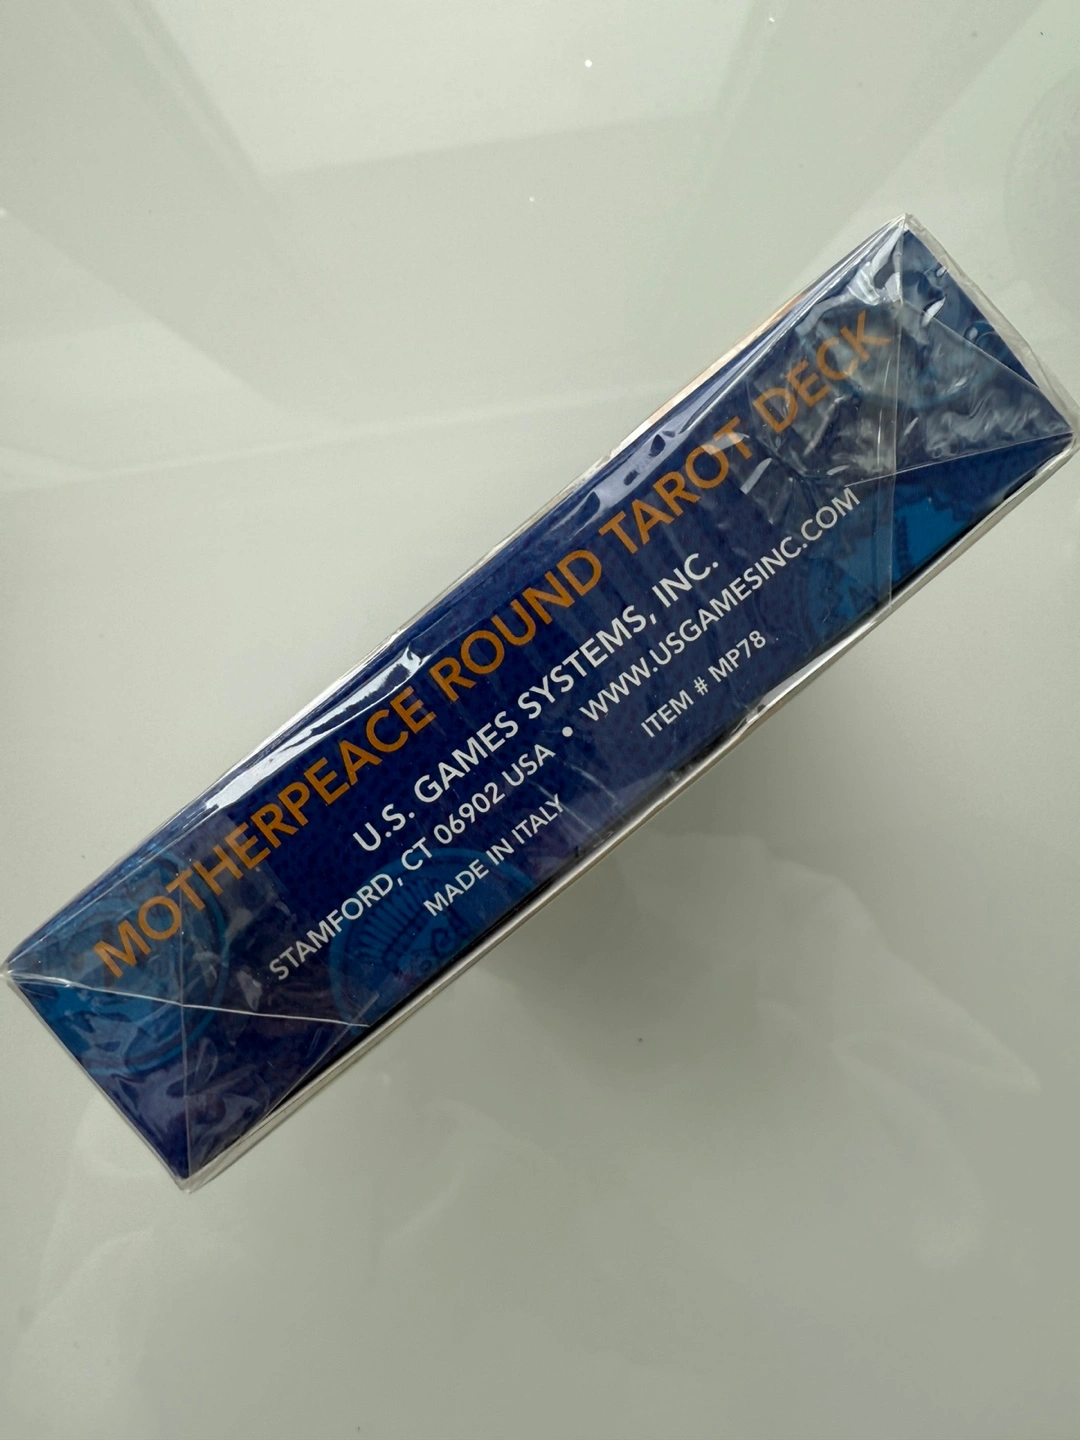 MOTHERPEACE ROUND TAROT DECK
U.S. GAMES SYSTEMS, INC.
STAMFORD, CT 06902 USA • WWW.USGAMESINC.COM
MADE IN ITALY
ITEM # MP78